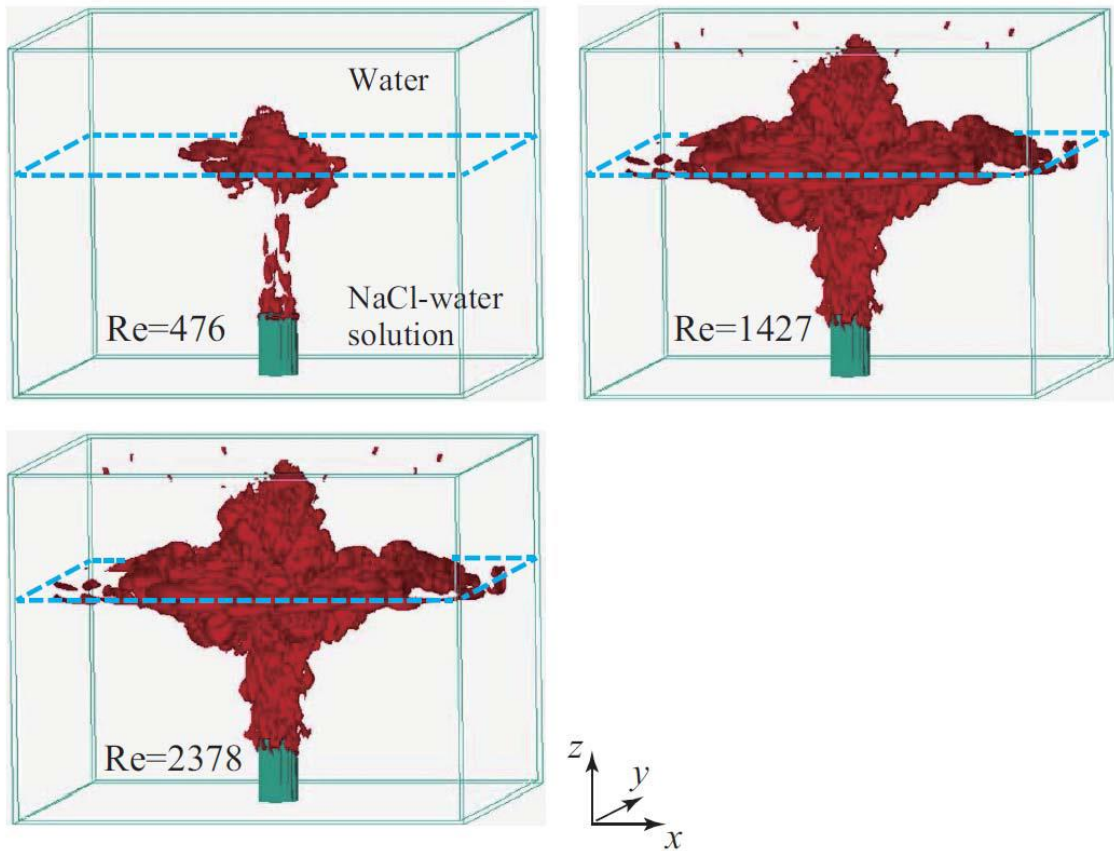 Water
NaCl-water
solution
Re=476
Re=1427
Re=2378
z
y
x